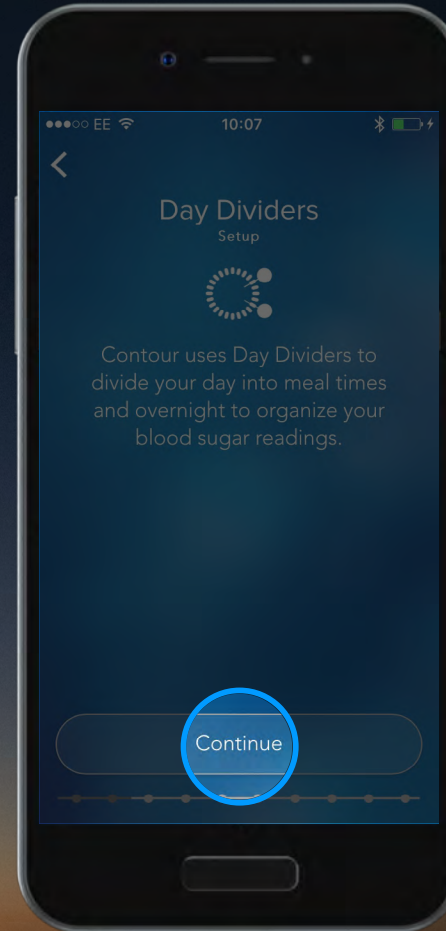 ●●●○○ EE 10:07
Day Dividers
Setup
Contour uses Day Dividers to
divide your day into meal times
and overnight to organize your
blood sugar readings.
Continue